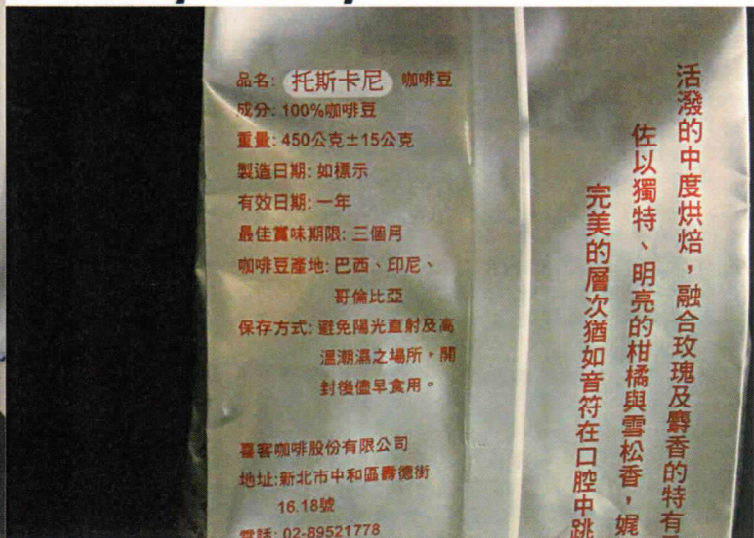 品名: 托斯卡尼 咖啡豆
成分: 100%咖啡豆
重量: 450公克±15公克
製造日期: 如標示
有效日期: 一年
最佳賞味期限: 三個月
咖啡豆產地: 巴西、印尼、
哥倫比亞
保存方式: 避免陽光直射及高
溫潮濕之場所，開
封後儘早食用。
喜客咖啡股份有限公司
地址:新北市中和區壽德街
16.18號
電話: 02-89521778
活潑的中度烘焙，融合玫瑰及麝香的特有
佐以獨特、明亮的柑橘與雪松香，娓
完美的層次猶如音符在口腔中跳